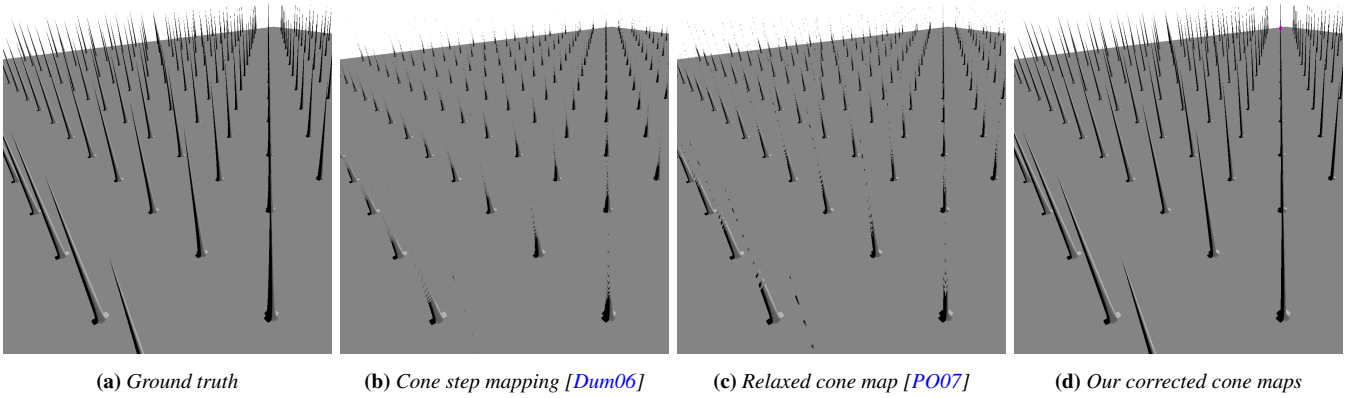 (a) Ground truth
(b) Cone step mapping [Dum06]
(c) Relaxed cone map [PO07]
(d) Our corrected cone maps